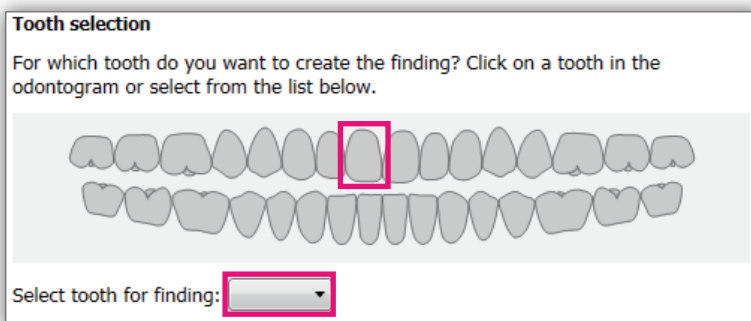 Tooth selection
For which tooth do you want to create the finding? Click on a tooth in the
odontogram or select from the list below.
Select tooth for finding: